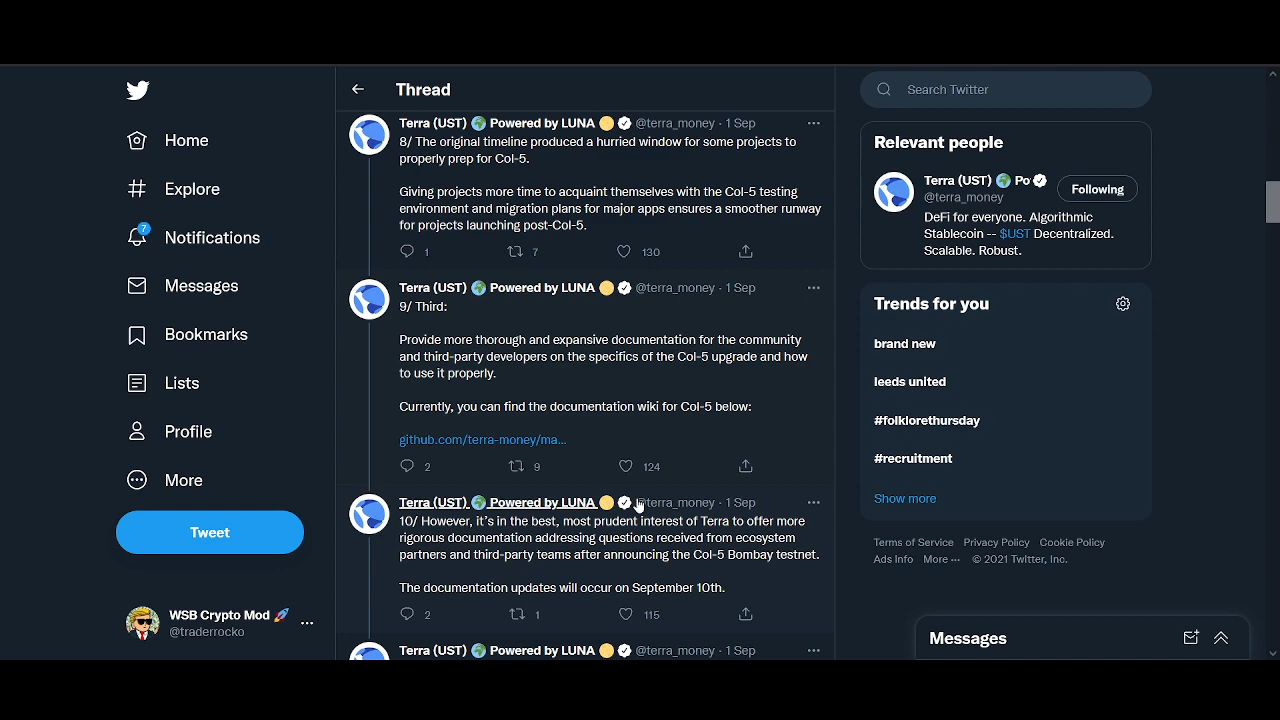 Home
Explore
7
Notifications
Messages
Bookmarks
Lists
Profile
More
Tweet
WSB Crypto Mod 🚀
@traderrocko
Thread
Terra (UST) 🌍 Powered by LUNA 🌕 @terra_money · 1 Sep
8/ The original timeline produced a hurried window for some projects to
properly prep for Col-5.
Giving projects more time to acquaint themselves with the Col-5 testing
environment and migration plans for major apps ensures a smoother runway
for projects launching post-Col-5.
1 7 130
Terra (UST) 🌍 Powered by LUNA 🌕 @terra_money · 1 Sep
9/ Third:
Provide more thorough and expansive documentation for the community
and third-party developers on the specifics of the Col-5 upgrade and how
to use it properly.
Currently, you can find the documentation wiki for Col-5 below:
github.com/terra-money/ma...
2 9 124
Terra (UST) 🌍 Powered by LUNA 🌕 @terra_money · 1 Sep
10/ However, it's in the best, most prudent interest of Terra to offer more
rigorous documentation addressing questions received from ecosystem
partners and third-party teams after announcing the Col-5 Bombay testnet.
The documentation updates will occur on September 10th.
2 1 115
Terra (UST) 🌍 Powered by LUNA 🌕 @terra_money · 1 Sep
Search Twitter
Relevant people
Terra (UST) 🌍 Po
@terra_money
Following
DeFi for everyone. Algorithmic
Stablecoin -- $UST Decentralized.
Scalable. Robust.
Trends for you
brand new
leeds united
#folklorethursday
#recruitment
Show more
Terms of Service Privacy Policy Cookie Policy
Ads Info More ··· © 2021 Twitter, Inc.
Messages